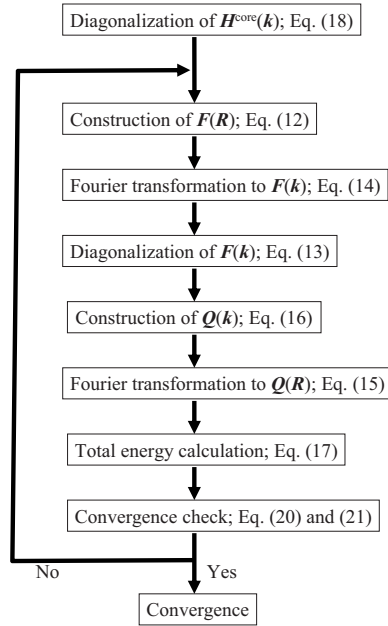 Diagonalization of H^core(k); Eq. (18)
Construction of F(R); Eq. (12)
Fourier transformation to F(k); Eq. (14)
Diagonalization of F(k); Eq. (13)
Construction of Q(k); Eq. (16)
Fourier transformation to Q(R); Eq. (15)
Total energy calculation; Eq. (17)
Convergence check; Eq. (20) and (21)
No Yes
Convergence